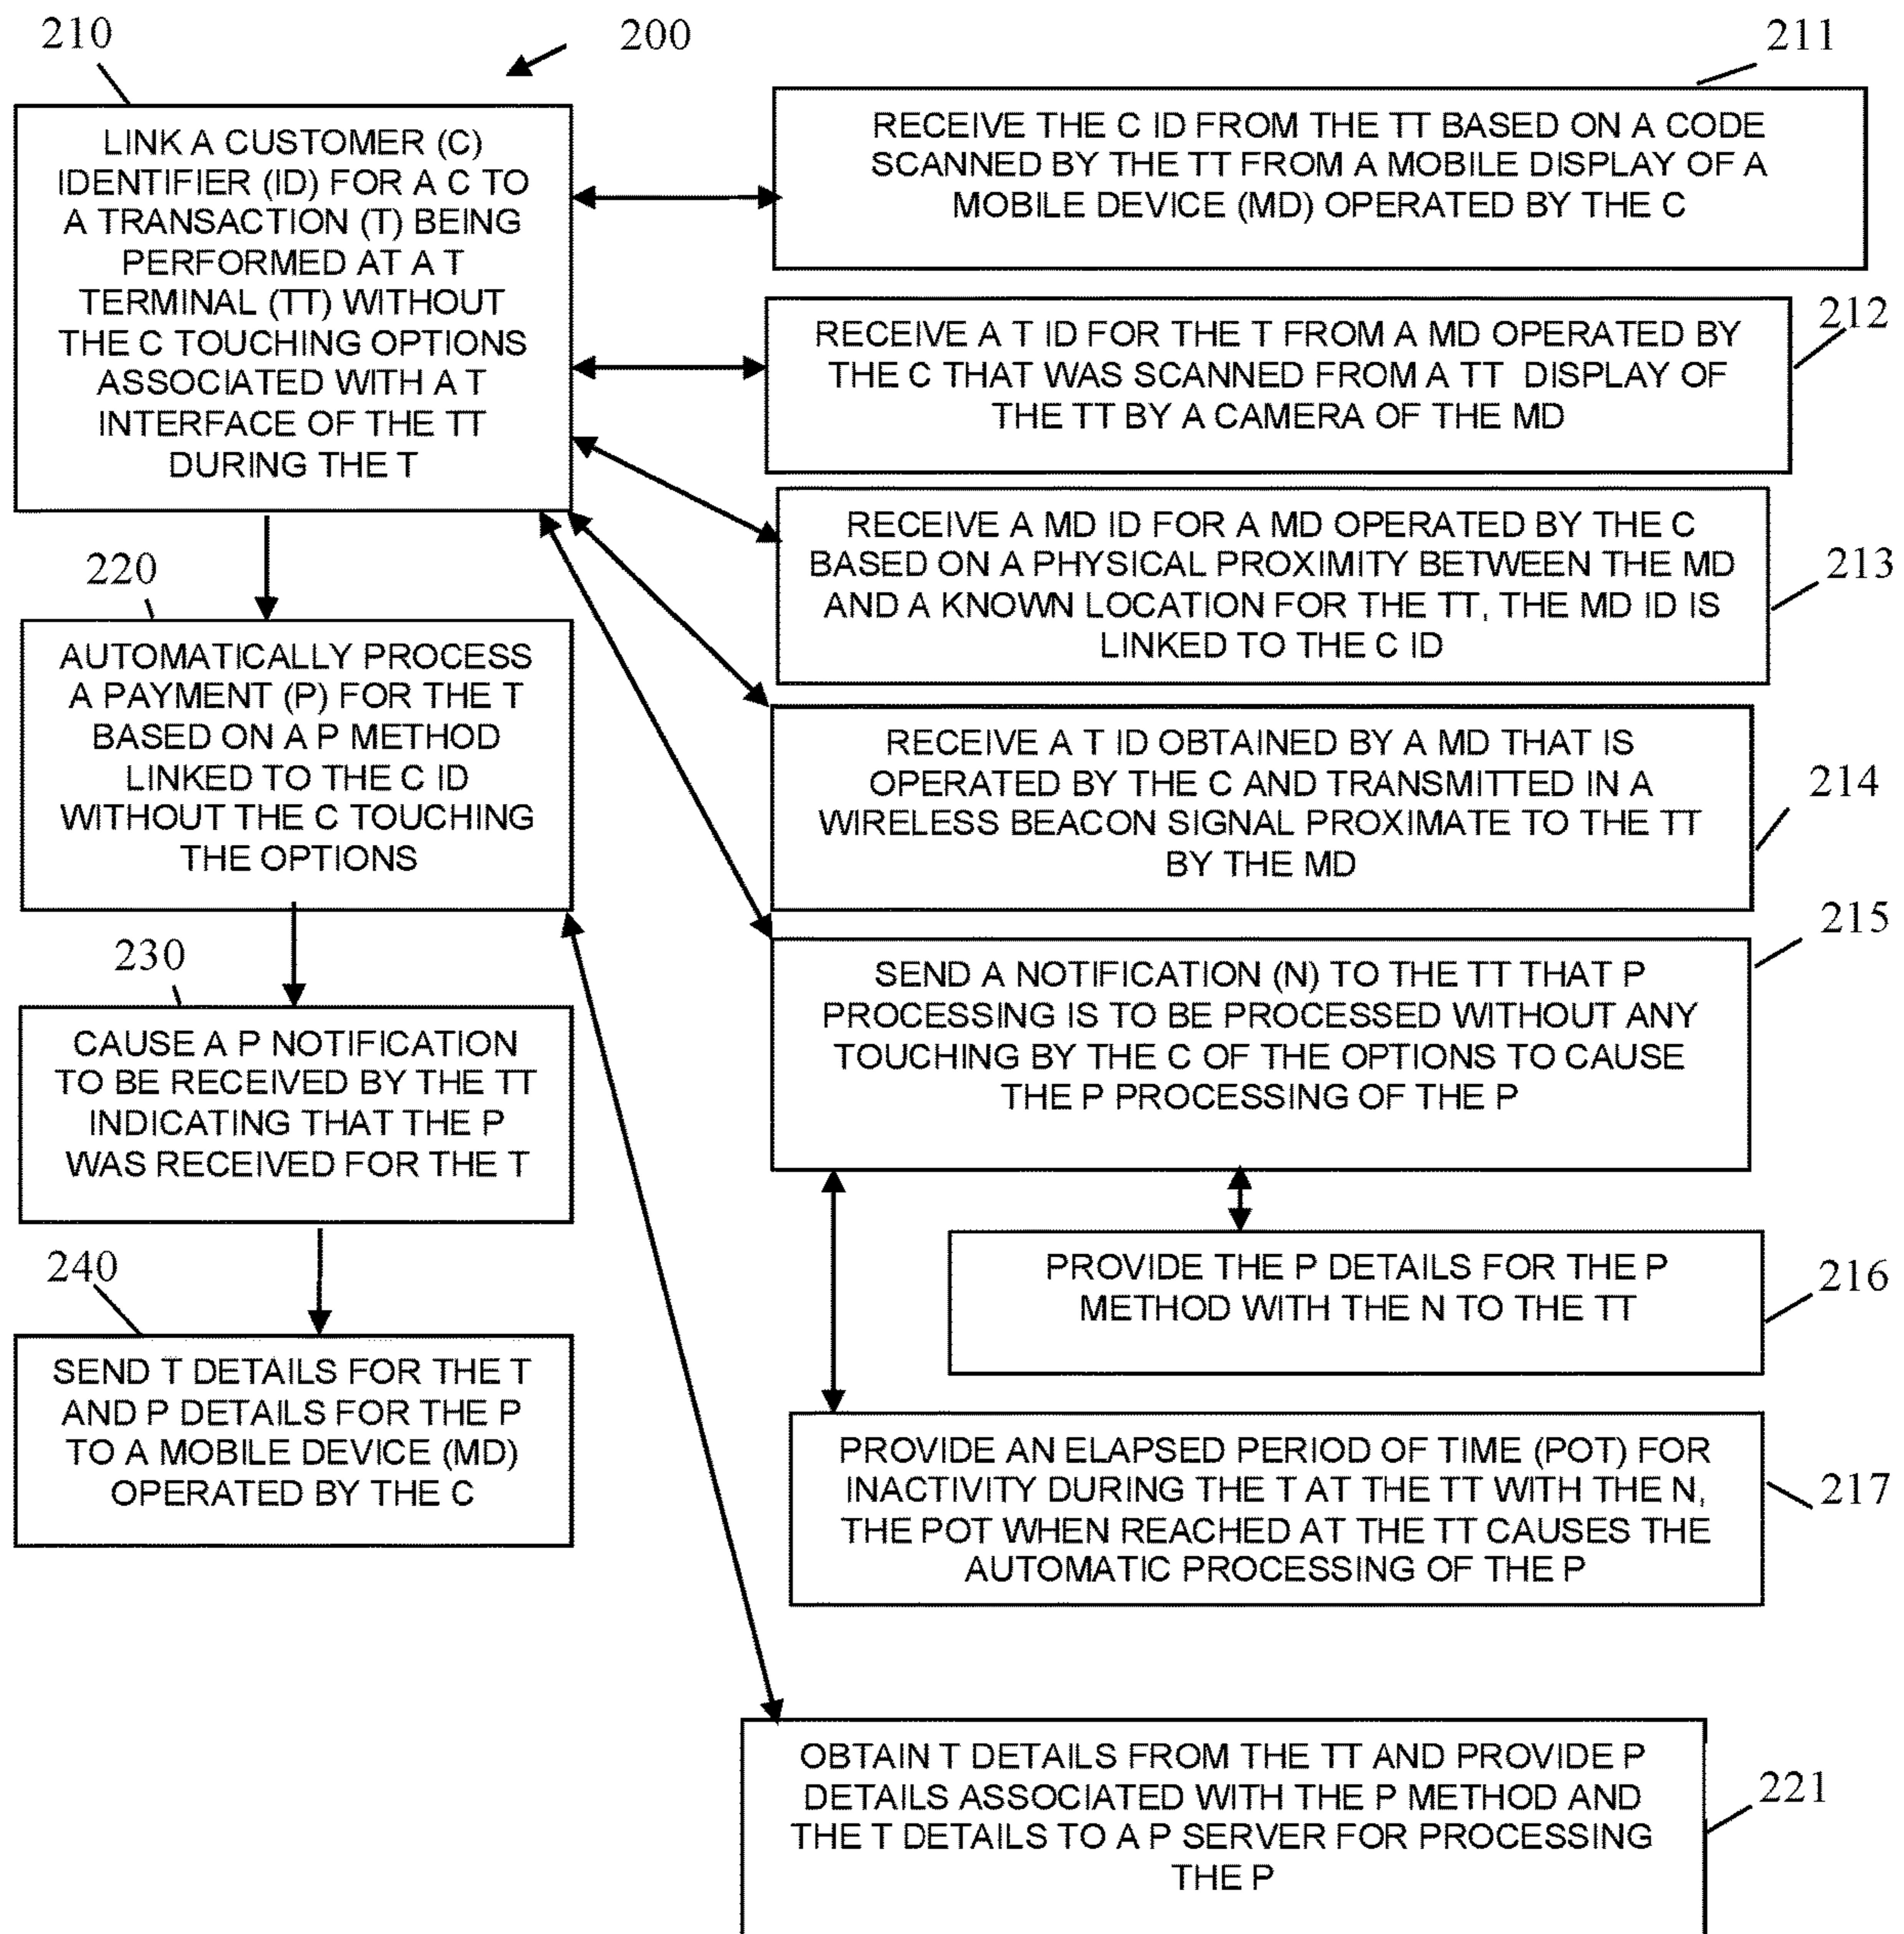 200
210
LINK A CUSTOMER (C)
IDENTIFIER (ID) FOR A C TO
A TRANSACTION (T) BEING
PERFORMED AT A T
TERMINAL (TT) WITHOUT
THE C TOUCHING OPTIONS
ASSOCIATED WITH A T
INTERFACE OF THE TT
DURING THE T
220
AUTOMATICALLY PROCESS
A PAYMENT (P) FOR THE T
BASED ON A P METHOD
LINKED TO THE C ID
WITHOUT THE C TOUCHING
THE OPTIONS
230
CAUSE A P NOTIFICATION
TO BE RECEIVED BY THE TT
INDICATING THAT THE P
WAS RECEIVED FOR THE T
240
SEND T DETAILS FOR THE T
AND P DETAILS FOR THE P
TO A MOBILE DEVICE (MD)
OPERATED BY THE C
211
RECEIVE THE C ID FROM THE TT BASED ON A CODE
SCANNED BY THE TT FROM A MOBILE DISPLAY OF A
MOBILE DEVICE (MD) OPERATED BY THE C
212
RECEIVE A T ID FOR THE T FROM A MD OPERATED BY
THE C THAT WAS SCANNED FROM A TT DISPLAY OF
THE TT BY A CAMERA OF THE MD
213
RECEIVE A MD ID FOR A MD OPERATED BY THE C
BASED ON A PHYSICAL PROXIMITY BETWEEN THE MD
AND A KNOWN LOCATION FOR THE TT, THE MD ID IS
LINKED TO THE C ID
214
RECEIVE A T ID OBTAINED BY A MD THAT IS
OPERATED BY THE C AND TRANSMITTED IN A
WIRELESS BEACON SIGNAL PROXIMATE TO THE TT
BY THE MD
215
SEND A NOTIFICATION (N) TO THE TT THAT P
PROCESSING IS TO BE PROCESSED WITHOUT ANY
TOUCHING BY THE C OF THE OPTIONS TO CAUSE
THE P PROCESSING OF THE P
216
PROVIDE THE P DETAILS FOR THE P
METHOD WITH THE N TO THE TT
217
PROVIDE AN ELAPSED PERIOD OF TIME (POT) FOR
INACTIVITY DURING THE T AT THE TT WITH THE N,
THE POT WHEN REACHED AT THE TT CAUSES THE
AUTOMATIC PROCESSING OF THE P
221
OBTAIN T DETAILS FROM THE TT AND PROVIDE P
DETAILS ASSOCIATED WITH THE P METHOD AND
THE T DETAILS TO A P SERVER FOR PROCESSING
THE P